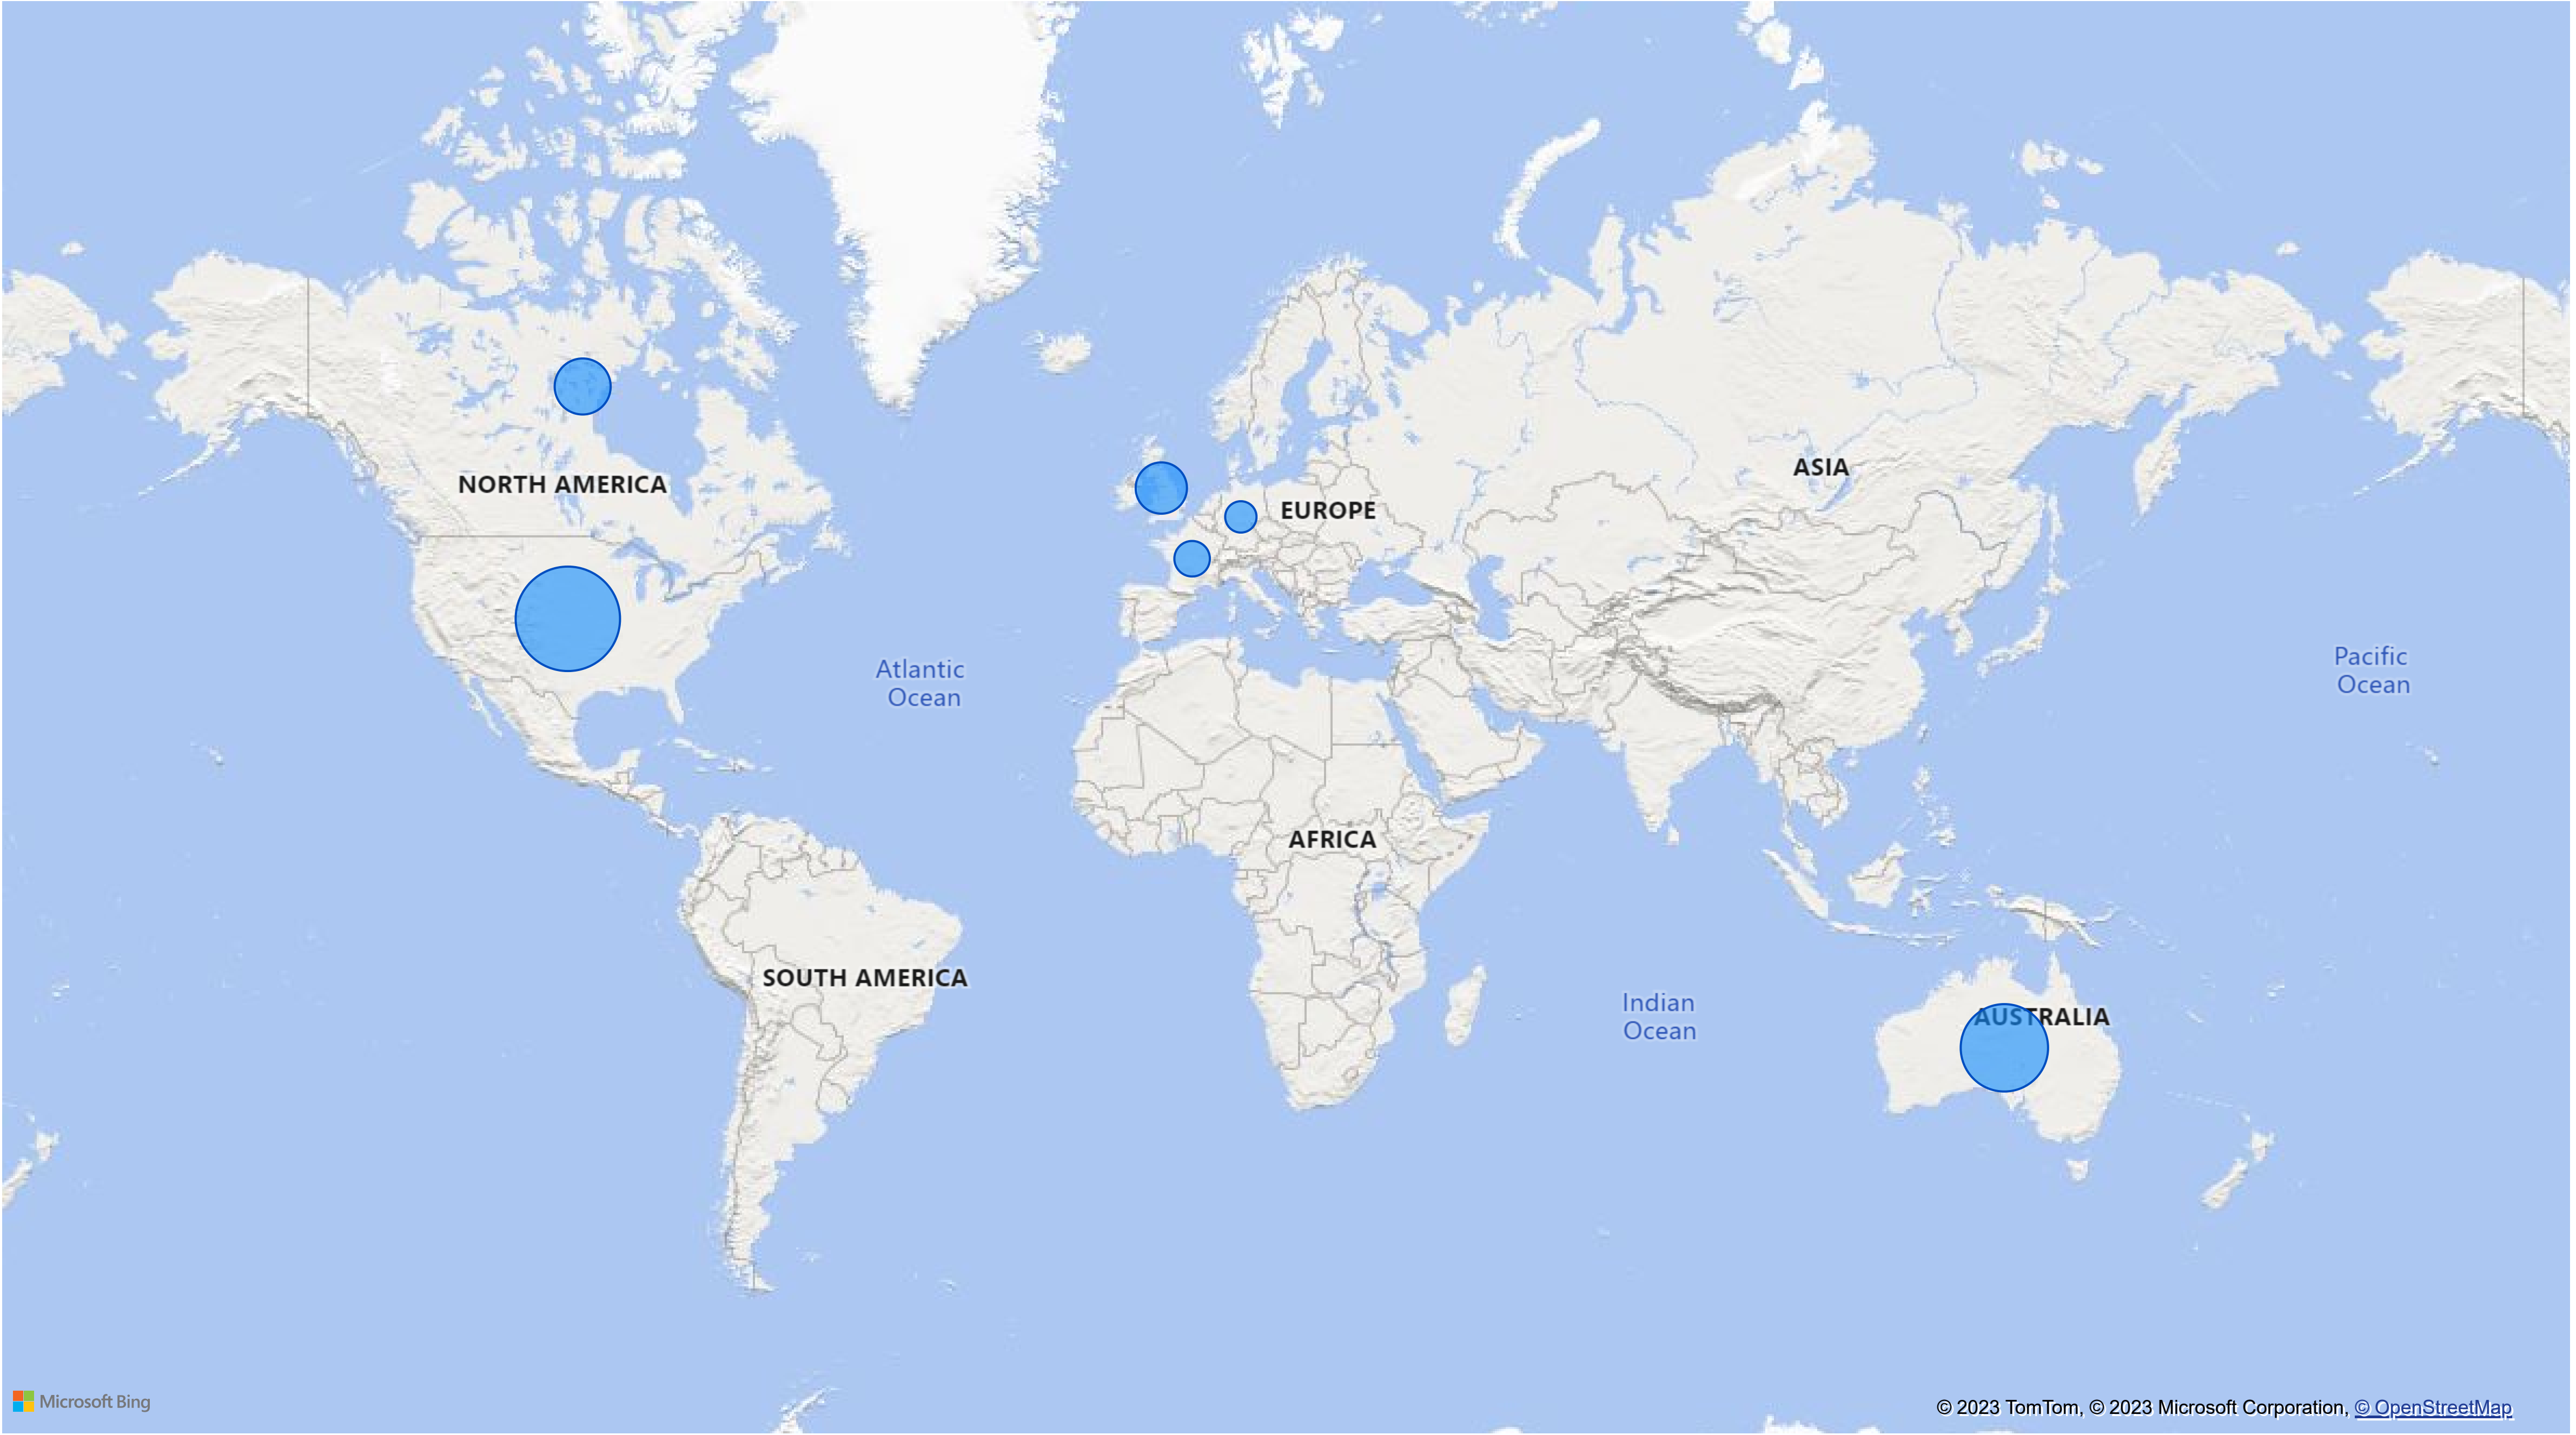 NORTH AMERICA
ASIA
EUROPE
Atlantic
Ocean
Pacific
Ocean
AFRICA
SOUTH AMERICA
Indian
Ocean
AUSTRALIA
Microsoft Bing
© 2023 TomTom, © 2023 Microsoft Corporation, © OpenStreetMap